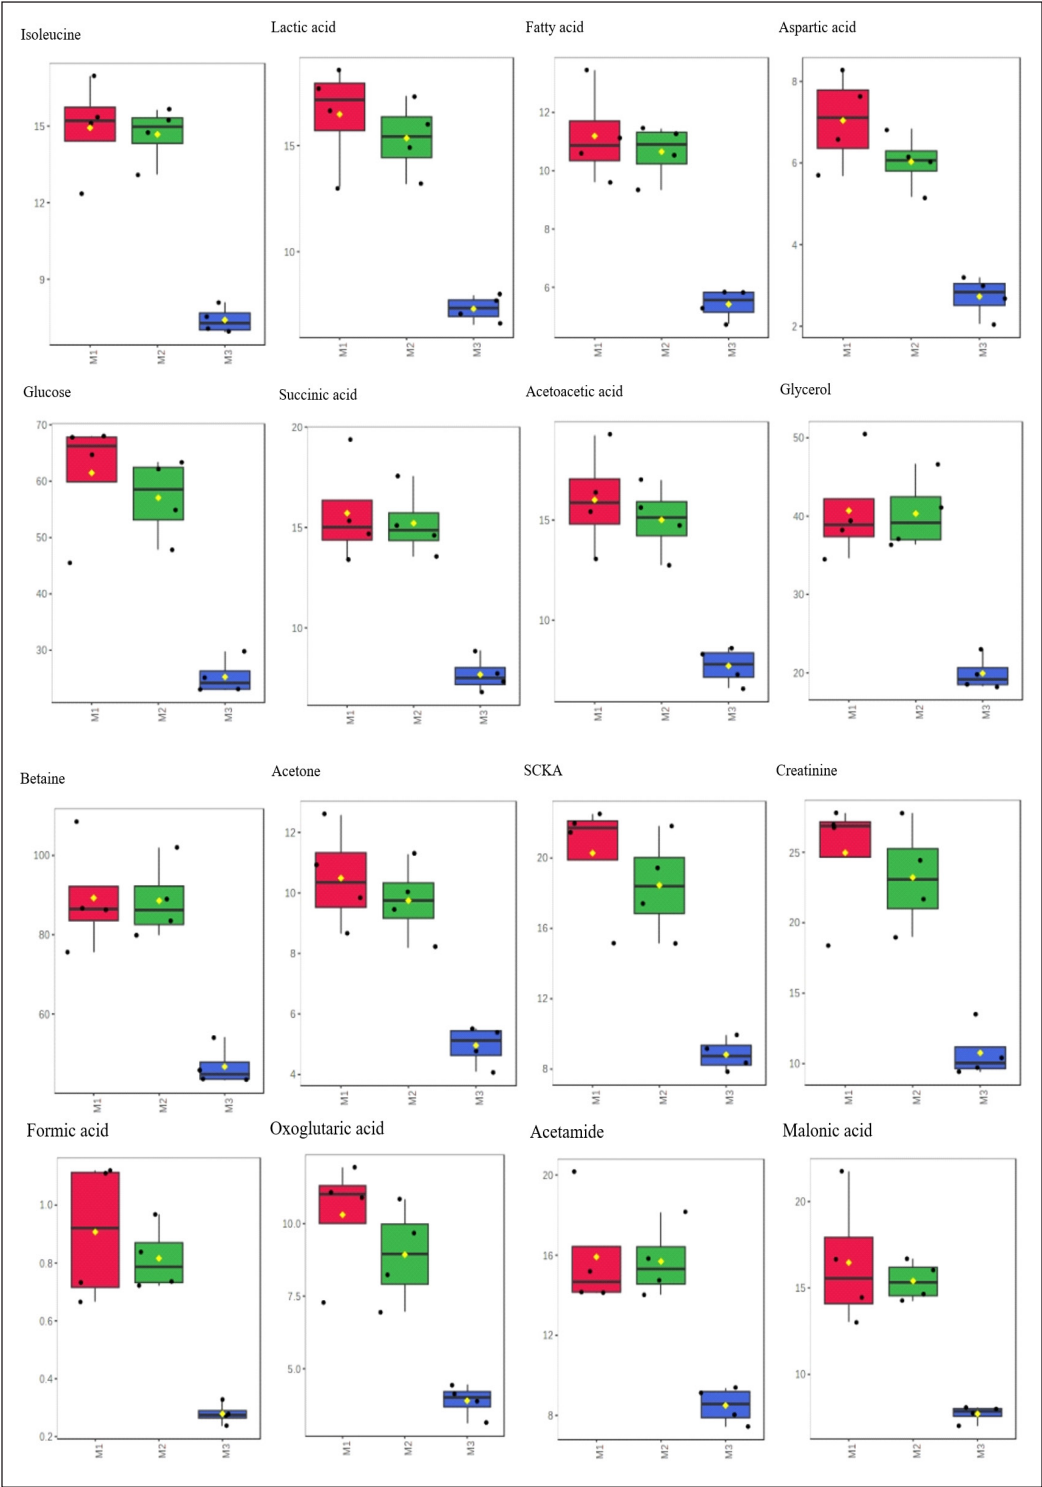 Isoleucine
15
12
9
M1 M2 M3
Lactic acid
15
10
M1 M2 M3
Fatty acid
12
10
8
6
M1 M2 M3
Aspartic acid
8
6
4
2
M1 M2 M3
Glucose
70
60
50
40
30
M1 M2 M3
Succinic acid
20
15
10
M1 M2 M3
Acetoacetic acid
15
10
M1 M2 M3
Glycerol
50
40
30
20
M1 M2 M3
Betaine
100
80
60
M1 M2 M3
Acetone
12
10
8
6
4
M1 M2 M3
SCKA
20
16
12
8
M1 M2 M3
Creatinine
25
20
15
10
M1 M2 M3
Formic acid
1.0
0.8
0.6
0.4
0.2
M1 M2 M3
Oxoglutaric acid
10.0
7.5
5.0
M1 M2 M3
Acetamide
20
16
12
8
M1 M2 M3
Malonic acid
20
15
10
M1 M2 M3